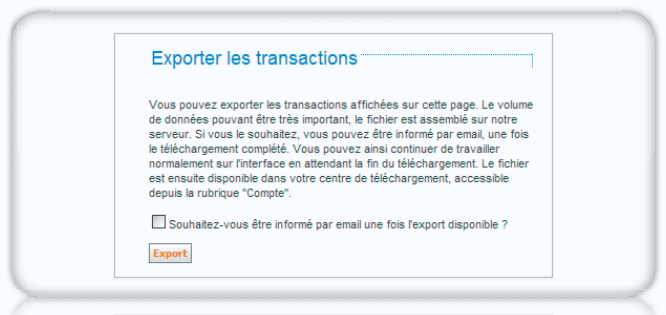 Exporter les transactions
Vous pouvez exporter les transactions affichées sur cette page. Le volume
de données pouvant être très important, le fichier est assemblé sur notre
serveur. Si vous le souhaitez, vous pouvez être informé par email, une fois
le téléchargement complété. Vous pouvez ainsi continuer de travailler
normalement sur l'interface en attendant la fin du téléchargement. Le fichier
est ensuite disponible dans votre centre de téléchargement, accessible
depuis la rubrique "Compte".
Souhaitez-vous être informé par email une fois l'export disponible ?
Export